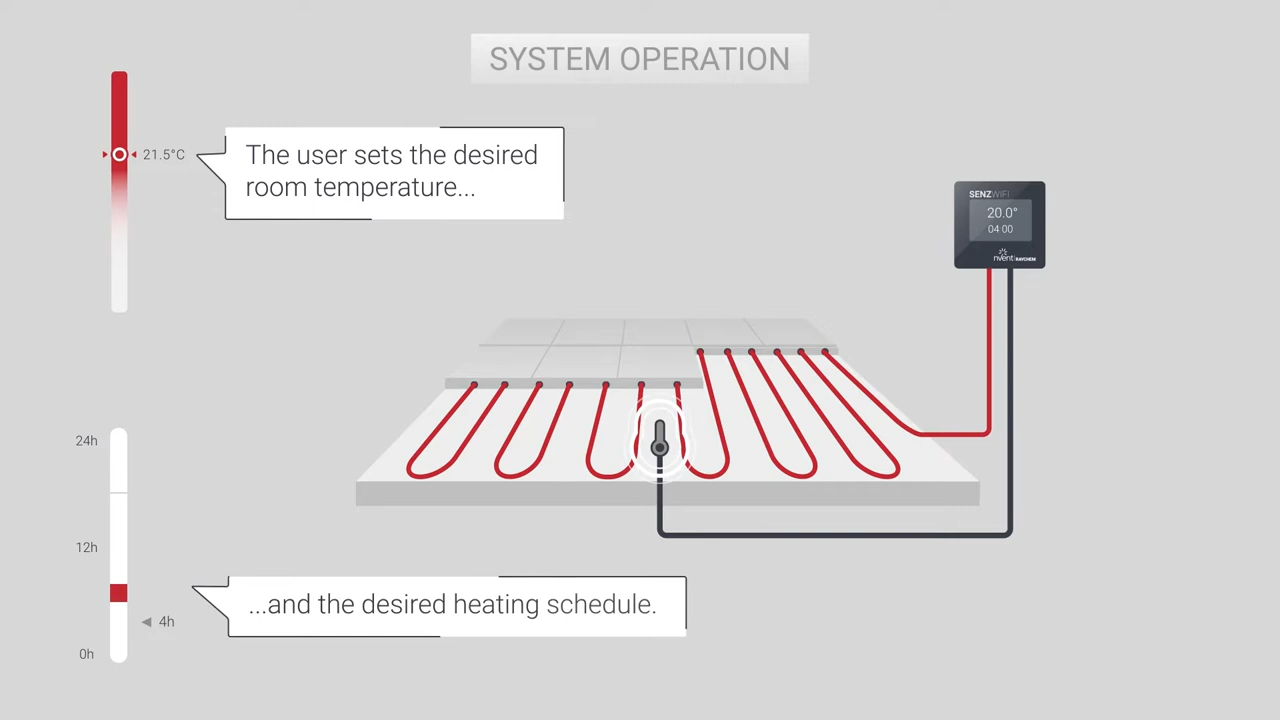 SYSTEM OPERATION
21.5°C
The user sets the desired
room temperature...
SENZ WIFI
20.0°
04 00
nvent RAYCHEM
24h
12h
...and the desired heating schedule.
4h
0h